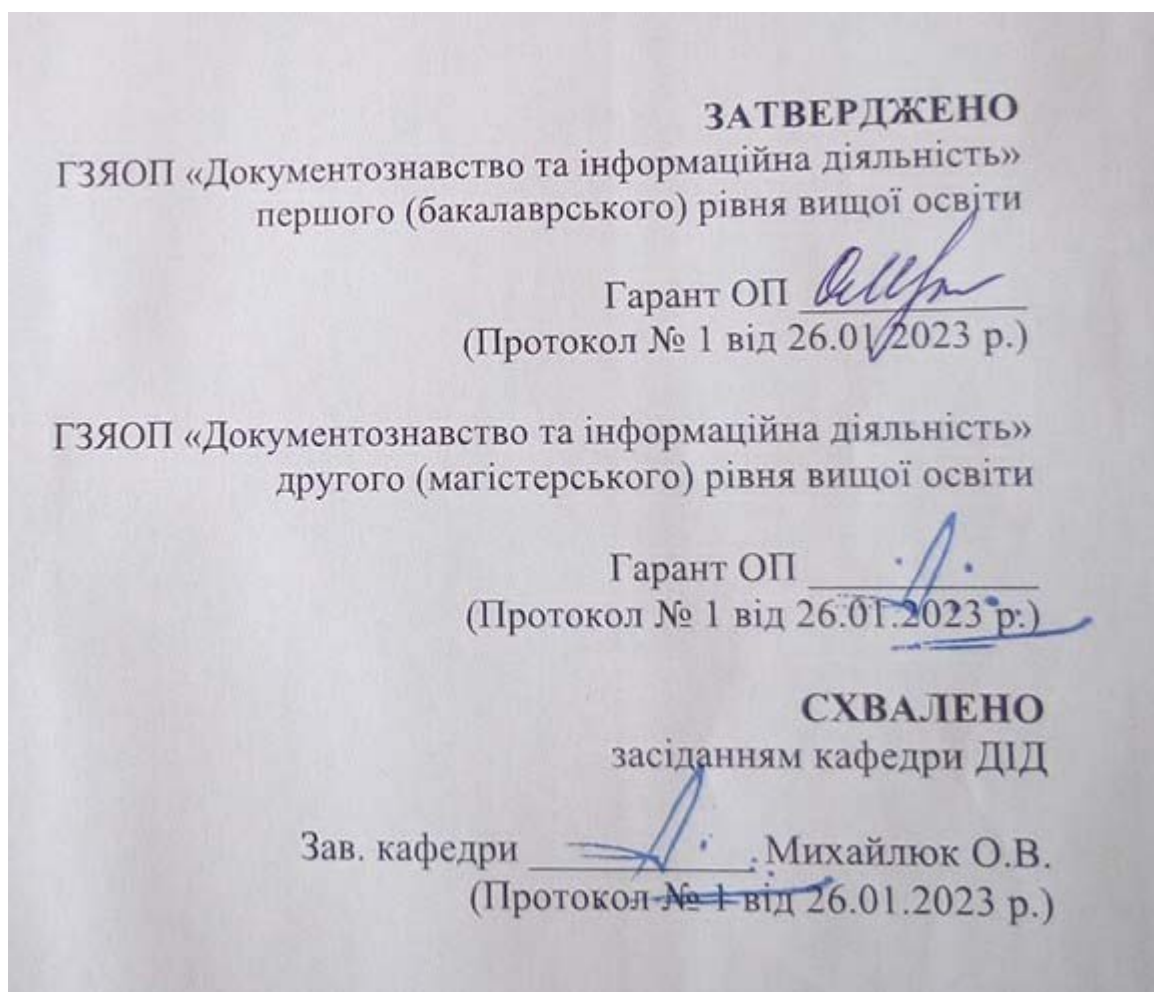 ЗАТВЕРДЖЕНО
ГЗЯОП «Документознавство та інформаційна діяльність»
першого (бакалаврського) рівня вищої освіти
Гарант ОП
(Протокол № 1 від 26.01.2023 р.)
ГЗЯОП «Документознавство та інформаційна діяльність»
другого (магістерського) рівня вищої освіти
Гарант ОП
(Протокол № 1 від 26.01.2023 р.)
СХВАЛЕНО
засіданням кафедри ДІД
Зав. кафедри Михайлюк О.В.
(Протокол № 1 від 26.01.2023 р.)